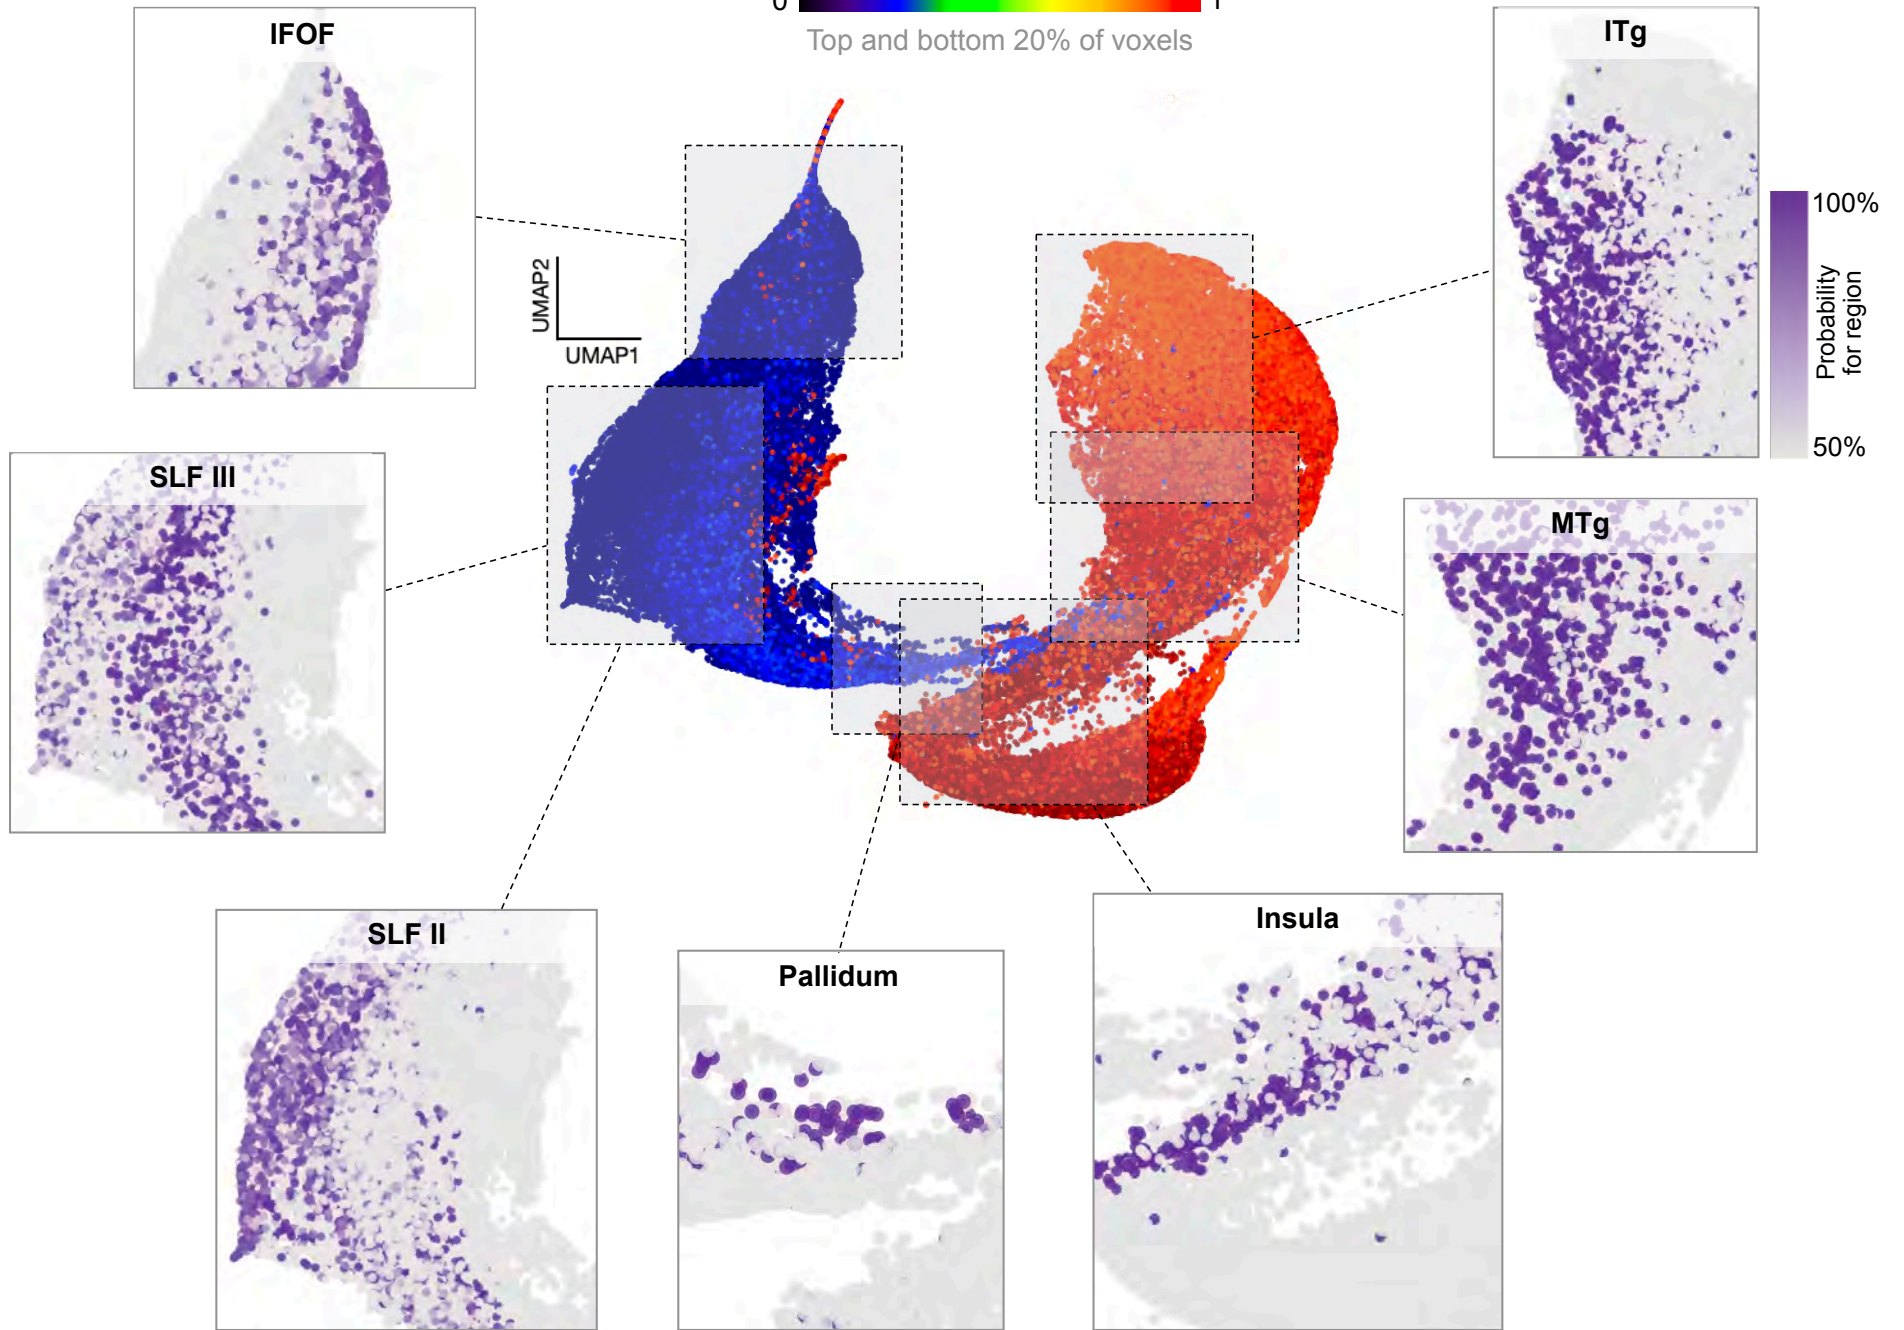 0 1
Top and bottom 20% of voxels
IFOF
ITg
100%
Probability
for region
50%
UMAP2
UMAP1
SLF III
MTg
SLF II
Pallidum
Insula